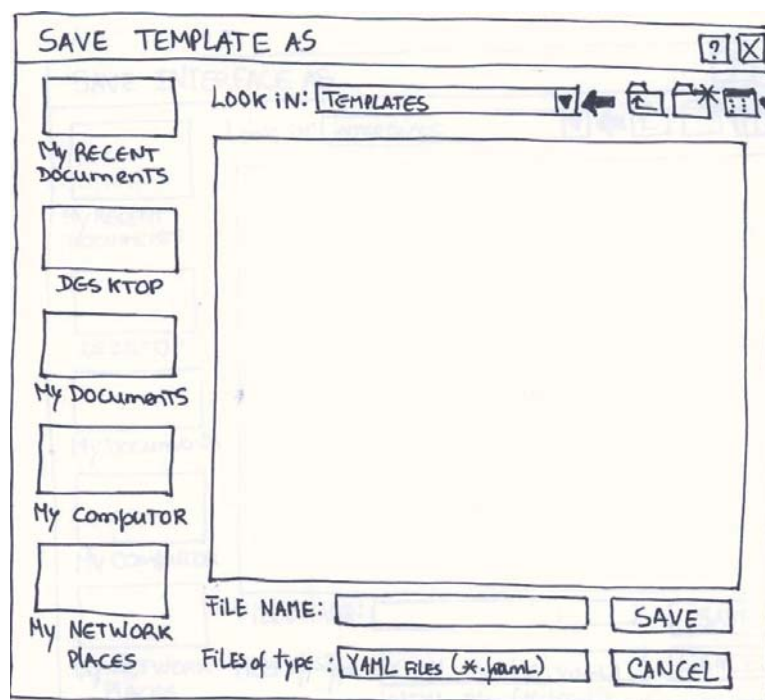 SAVE TEMPLATE AS
? X
LOOK iN: TEMPLATES
My RECENT
DocumenTS
DESKTOP
My DocumenTS
My CompuTOR
My NETWORK
PLACES
FiLE NAME:
SAVE
FiLES of type : YAML FILES (*.yaml)
CANCEL